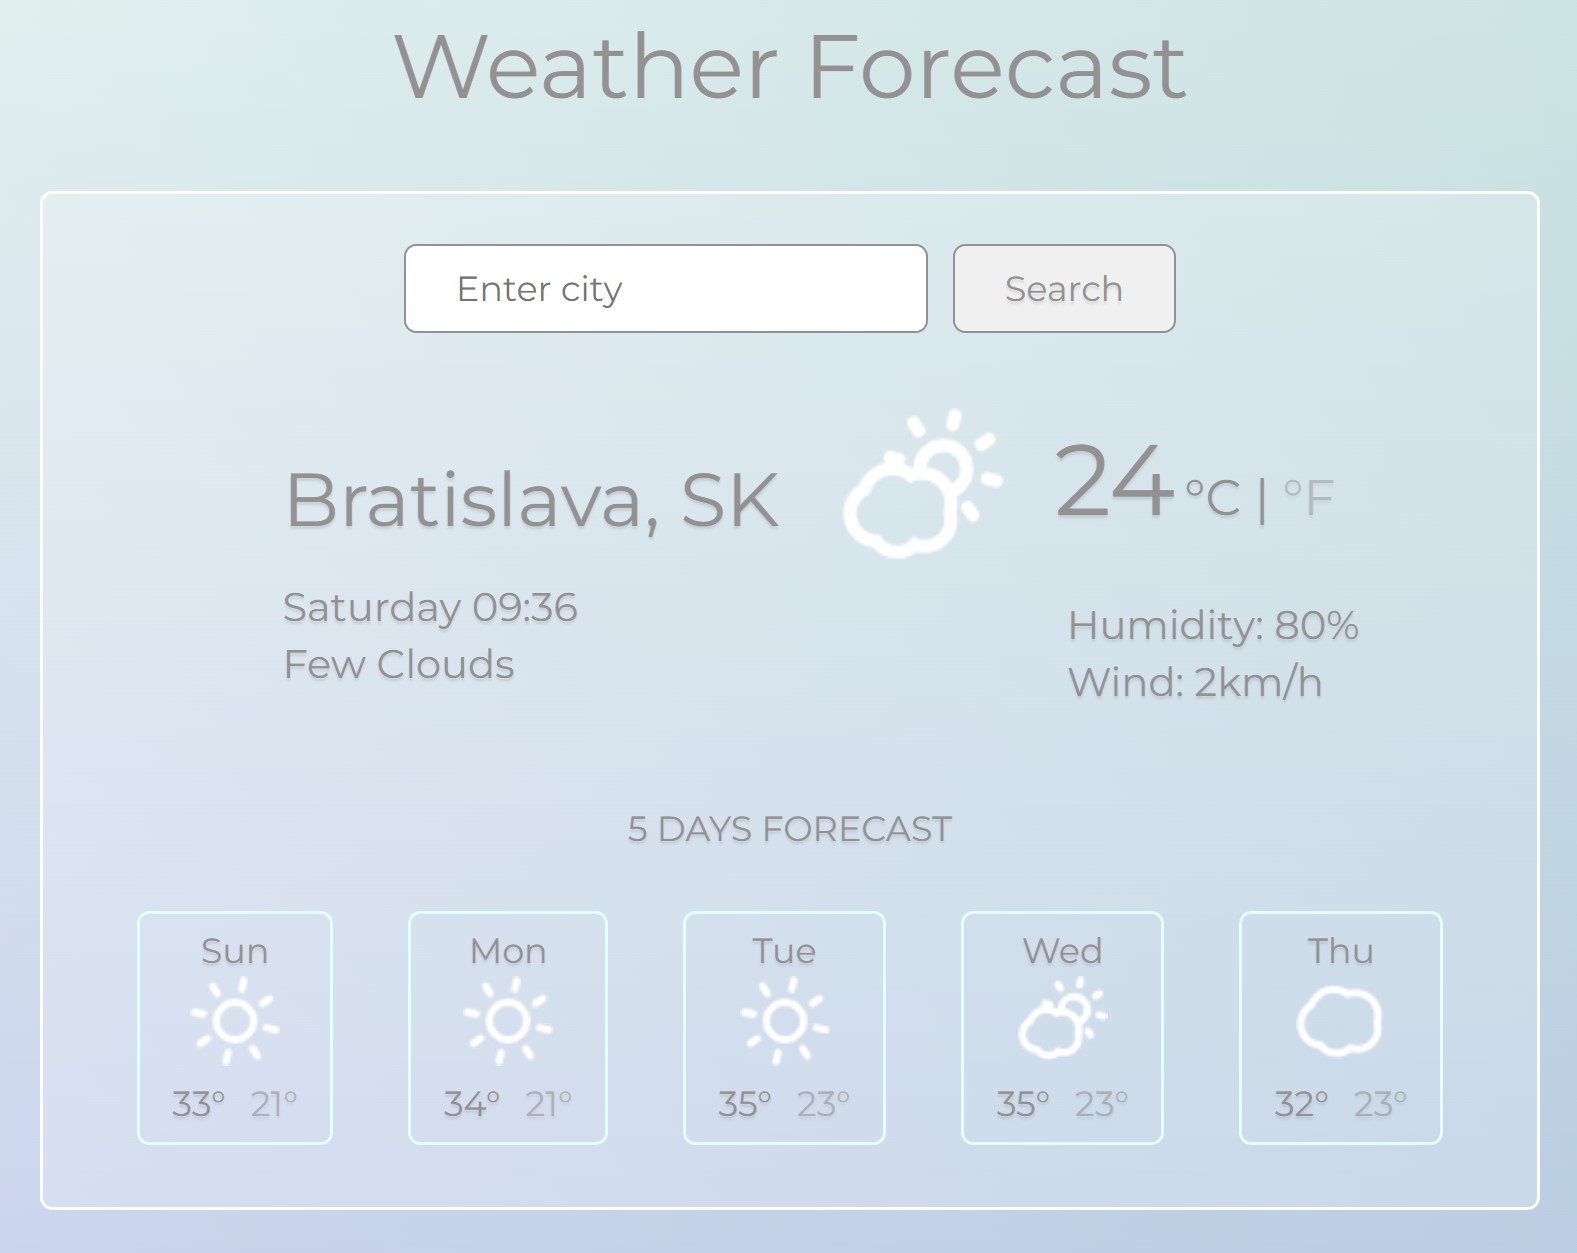 Weather Forecast
Enter city
Search
Bratislava, SK
24 °C | °F
Saturday 09:36
Few Clouds
Humidity: 80%
Wind: 2km/h
5 DAYS FORECAST
Sun
33° 21°
Mon
34° 21°
Tue
35° 23°
Wed
35° 23°
Thu
32° 23°